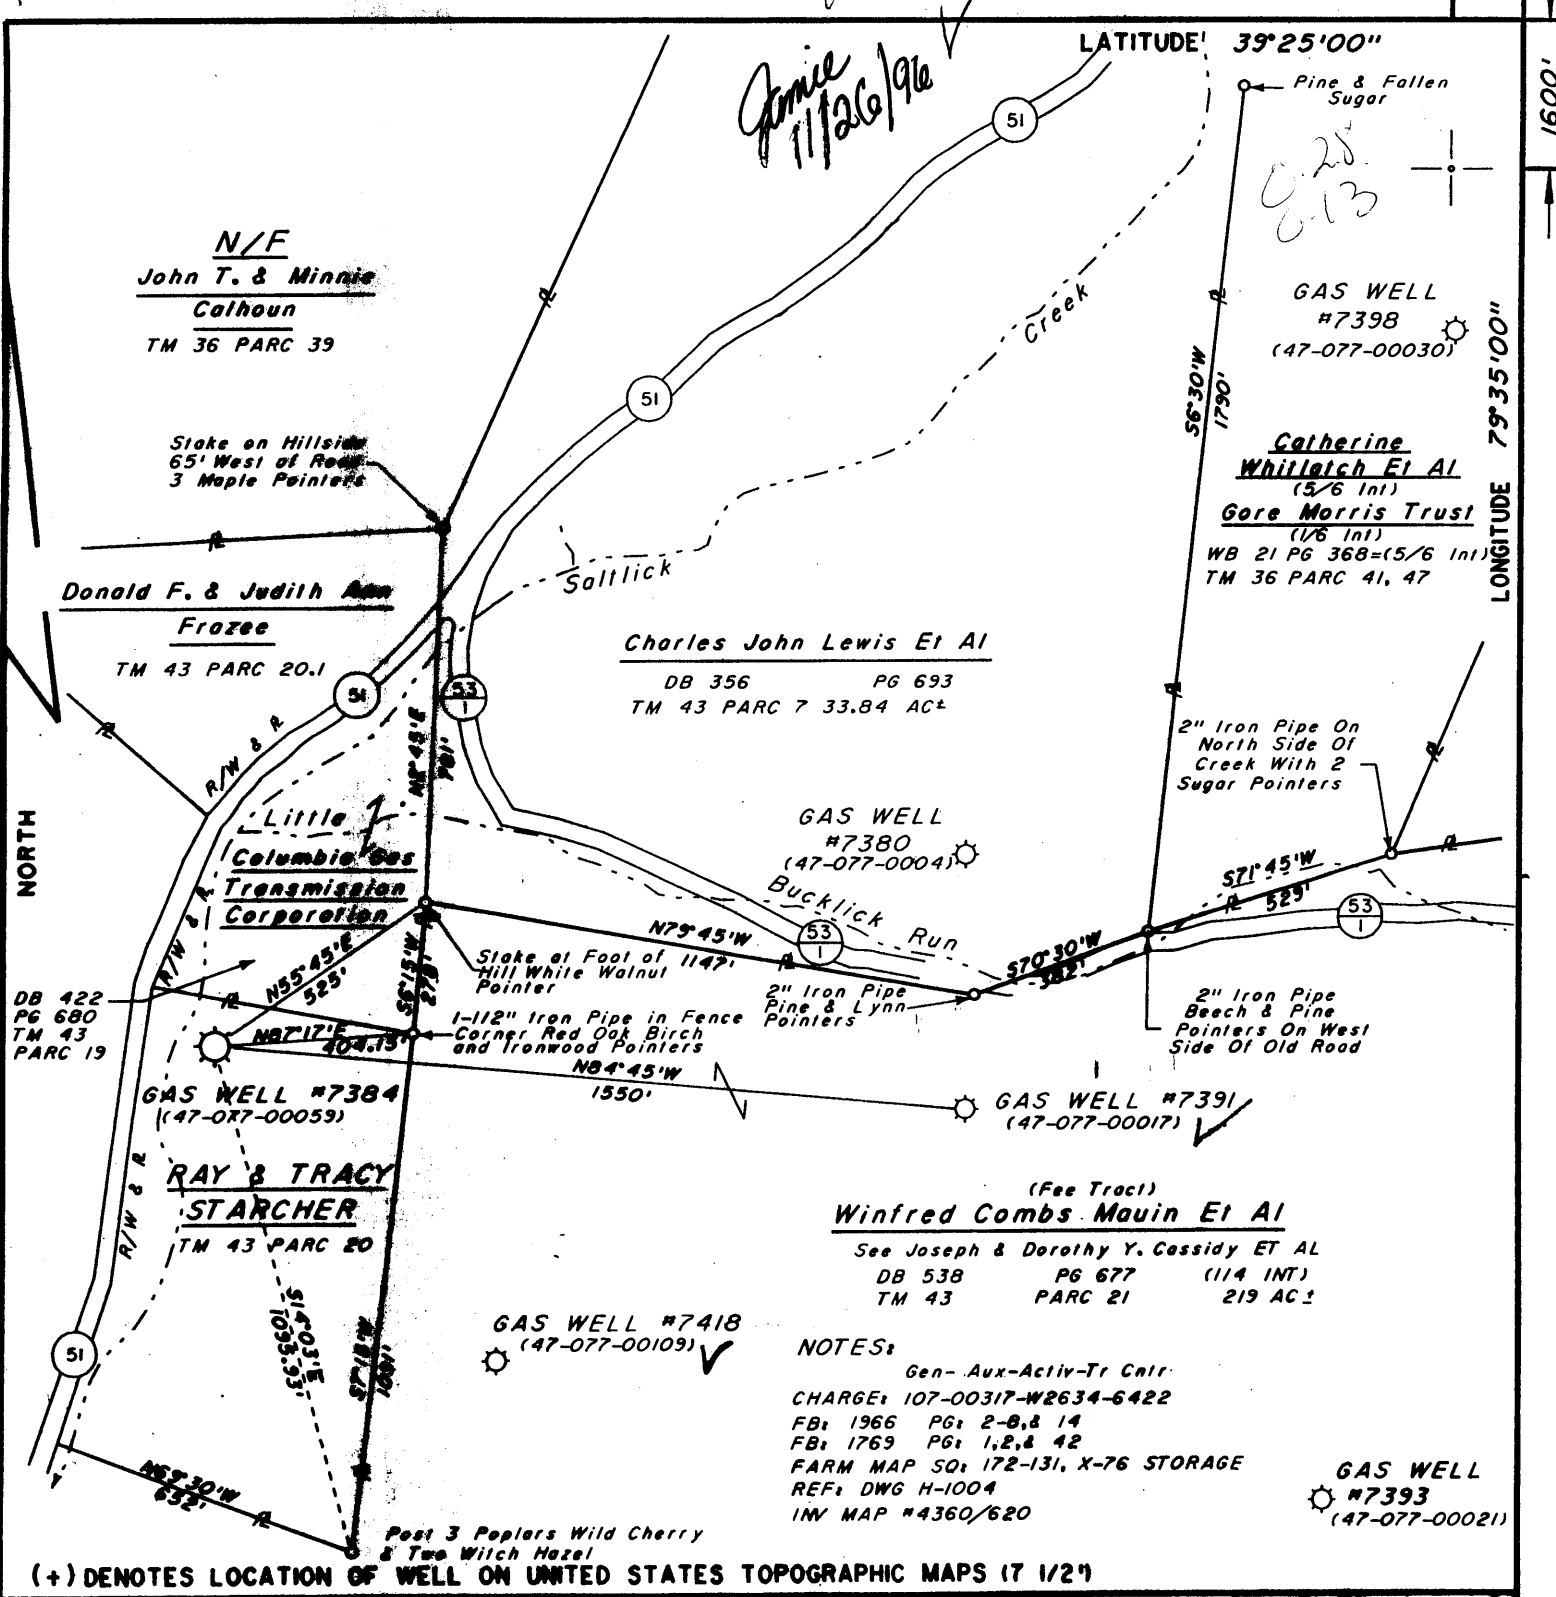 LATITUDE 39°25'00"
1600'
Jamie
11/26/96
Pine & Fallen
Sugar
N/F
John T. & Minnie
Calhoun
TM 36 PARC 39
51
Creek
GAS WELL
#7398
(47-077-00030)
S6°30'W
1790'
LONGITUDE 79°35'00"
51
Stake on Hillside
65' West of Road
3 Maple Pointers
Catherine
Whitlatch Et Al
(5/6 Int)
Gore Morris Trust
(1/6 Int)
WB 21 PG 368=(5/6 Int)
TM 36 PARC 41, 47
Saltlick
Donald F. & Judith Ann
Frazee
TM 43 PARC 20.1
Charles John Lewis Et Al
DB 356 PG 693
TM 43 PARC 7 33.84 AC±
51
53
1
R/W & R
N2°45'E
781'
2" Iron Pipe On
North Side Of
Creek With 2
Sugar Pointers
NORTH
Little
GAS WELL
#7380
(47-077-0004)
Columbia Gas
Transmission
Corporation
Bucklick Run
S71°45'W
529'
53
1
R/W & R
N79°45'W
1147'
53
1
S70°30'W
382'
N55°45'E
525'
S6°15'W
279'
Stake at Foot of
Hill White Walnut
Pointer
2" Iron Pipe
Pine & Lynn
Pointers
2" Iron Pipe
Beech & Pine
Pointers On West
Side Of Old Road
DB 422
PG 680
TM 43
PARC 19
N87°17'E
404.15'
1-1/2" Iron Pipe in Fence
Corner Red Oak Birch
and Ironwood Pointers
N84°45'W
1550'
GAS WELL #7384
(47-077-00059)
GAS WELL #7391
(47-077-00017)
R/W & R
RAY & TRACY
STARCHER
TM 43 PARC 20
(Fee Tract)
Winfred Combs Mauin Et Al
See Joseph & Dorothy Y. Cassidy ET AL
DB 538 PG 677 (1/4 INT)
TM 43 PARC 21 219 AC±
S14°03'E
1093.93'
51
GAS WELL #7418
(47-077-00109)
NOTES:
Gen- Aux-Activ-Tr Cntr
CHARGE: 107-00317-W2634-6422
FB: 1966 PG: 2-8,& 14
FB: 1769 PG: 1,2,& 42
FARM MAP SQ: 172-131, X-76 STORAGE
REF: DWG H-1004
INV MAP #4360/620
N69°30'W
652'
GAS WELL
#7393
(47-077-00021)
Post 3 Poplars Wild Cherry
& Two Witch Hazel
(+) DENOTES LOCATION OF WELL ON UNITED STATES TOPOGRAPHIC MAPS (7 1/2")